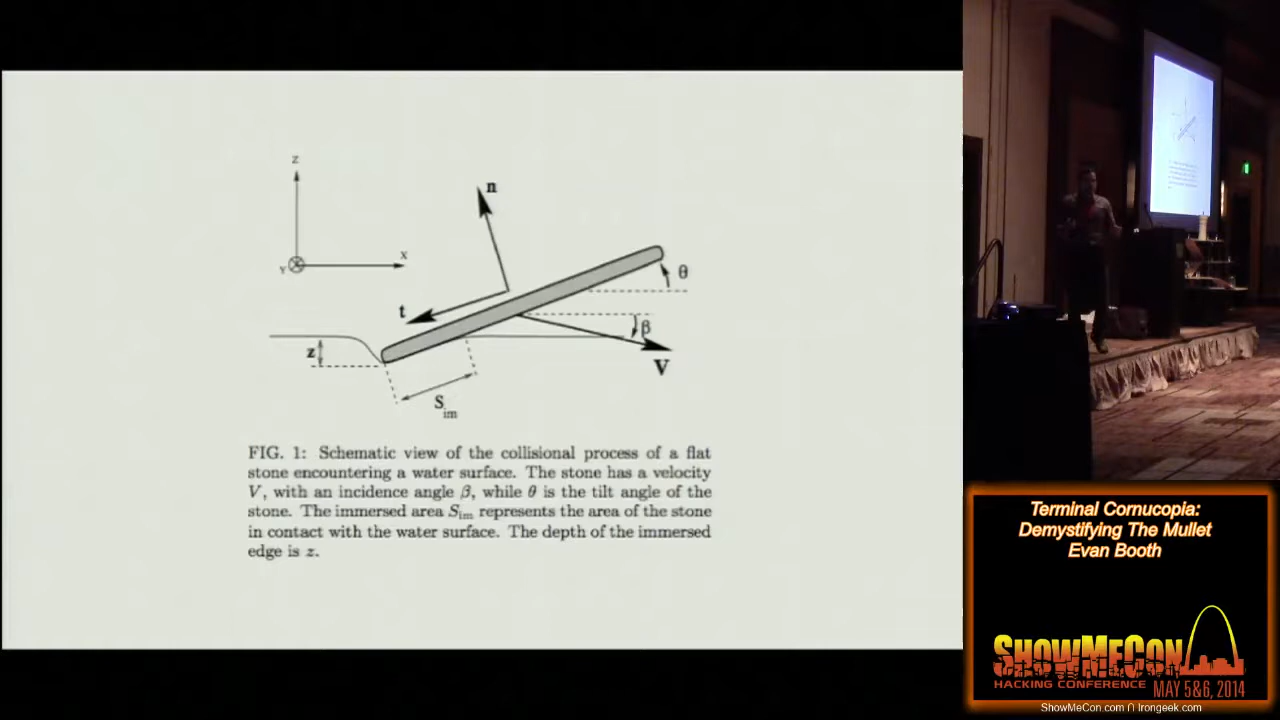 z
n
x
Y
θ
t
β
z
V
S im
FIG. 1: Schematic view of the collisional process of a flat
stone encountering a water surface. The stone has a velocity
V, with an incidence angle β, while θ is the tilt angle of the
stone. The immersed area Sim represents the area of the stone
in contact with the water surface. The depth of the immersed
edge is z.
Terminal Cornucopia:
Demystifying The Mullet
Evan Booth
SHOWMECON
HACKING CONFERENCE
MAY 5&6, 2014
ShowMeCon.com ∩ Irongeek.com